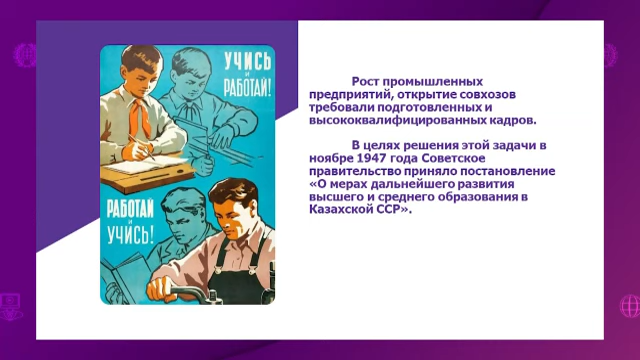 УЧИСЬ
И
РАБОТАЙ!
РАБОТАЙ
И
УЧИСЬ!
Рост промышленных
предприятий, открытие совхозов
требовали подготовленных и
высококвалифицированных кадров.
В целях решения этой задачи в
ноябре 1947 года Советское
правительство приняло постановление
«О мерах дальнейшего развития
высшего и среднего образования в
Казахской ССР».